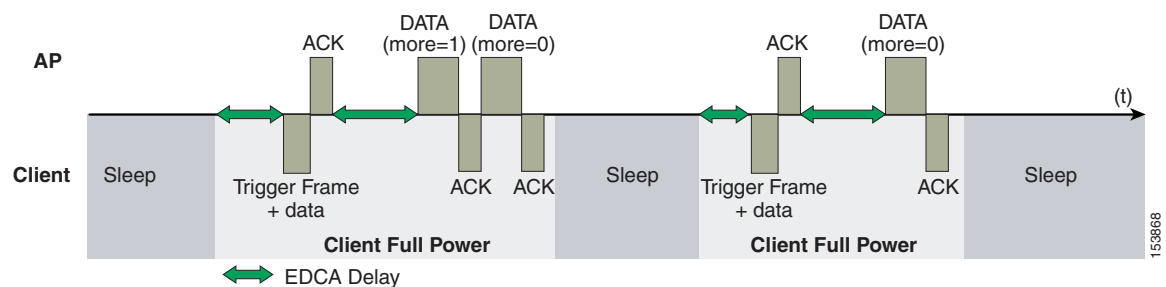 DATA
DATA
ACK
(more=1)
(more=0)
ACK
(more=0)
AP
(t)
Client
Sleep
Trigger Frame
+ data
ACK
ACK
Sleep
Trigger Frame
+ data
ACK
Sleep
Client Full Power
Client Full Power
EDCA Delay
153868
DATA